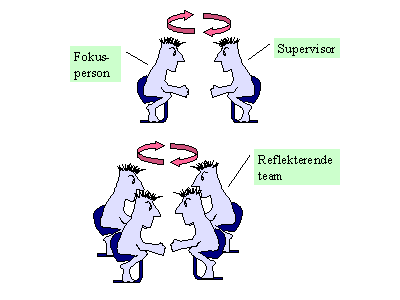 Fokus-
person
Supervisor
Reflekterende
team